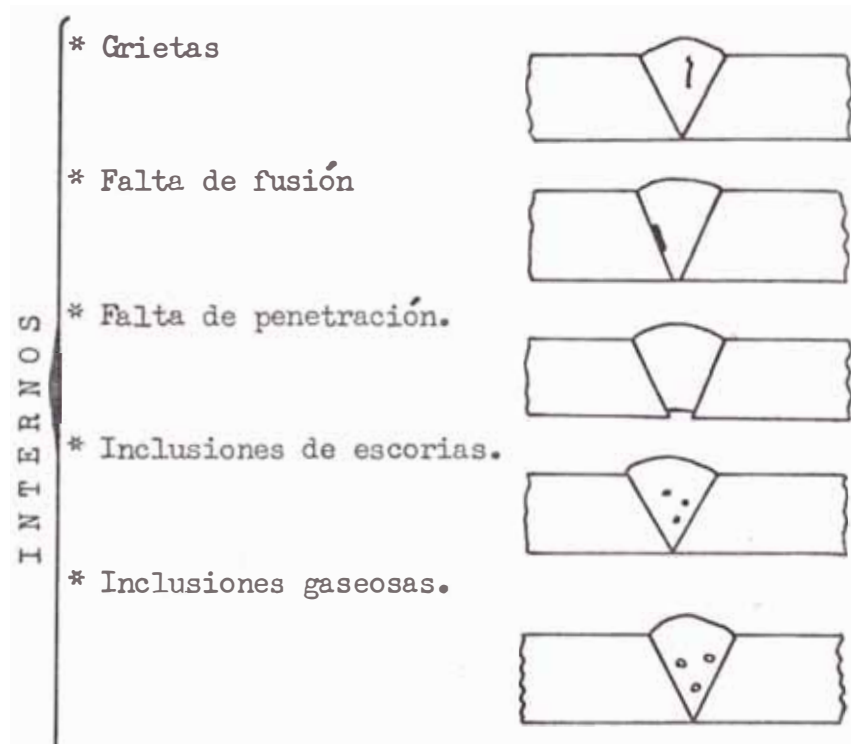 INTERNOS
* Grietas
* Falta de fusión
* Falta de penetración.
* Inclusiones de escorias.
* Inclusiones gaseosas.